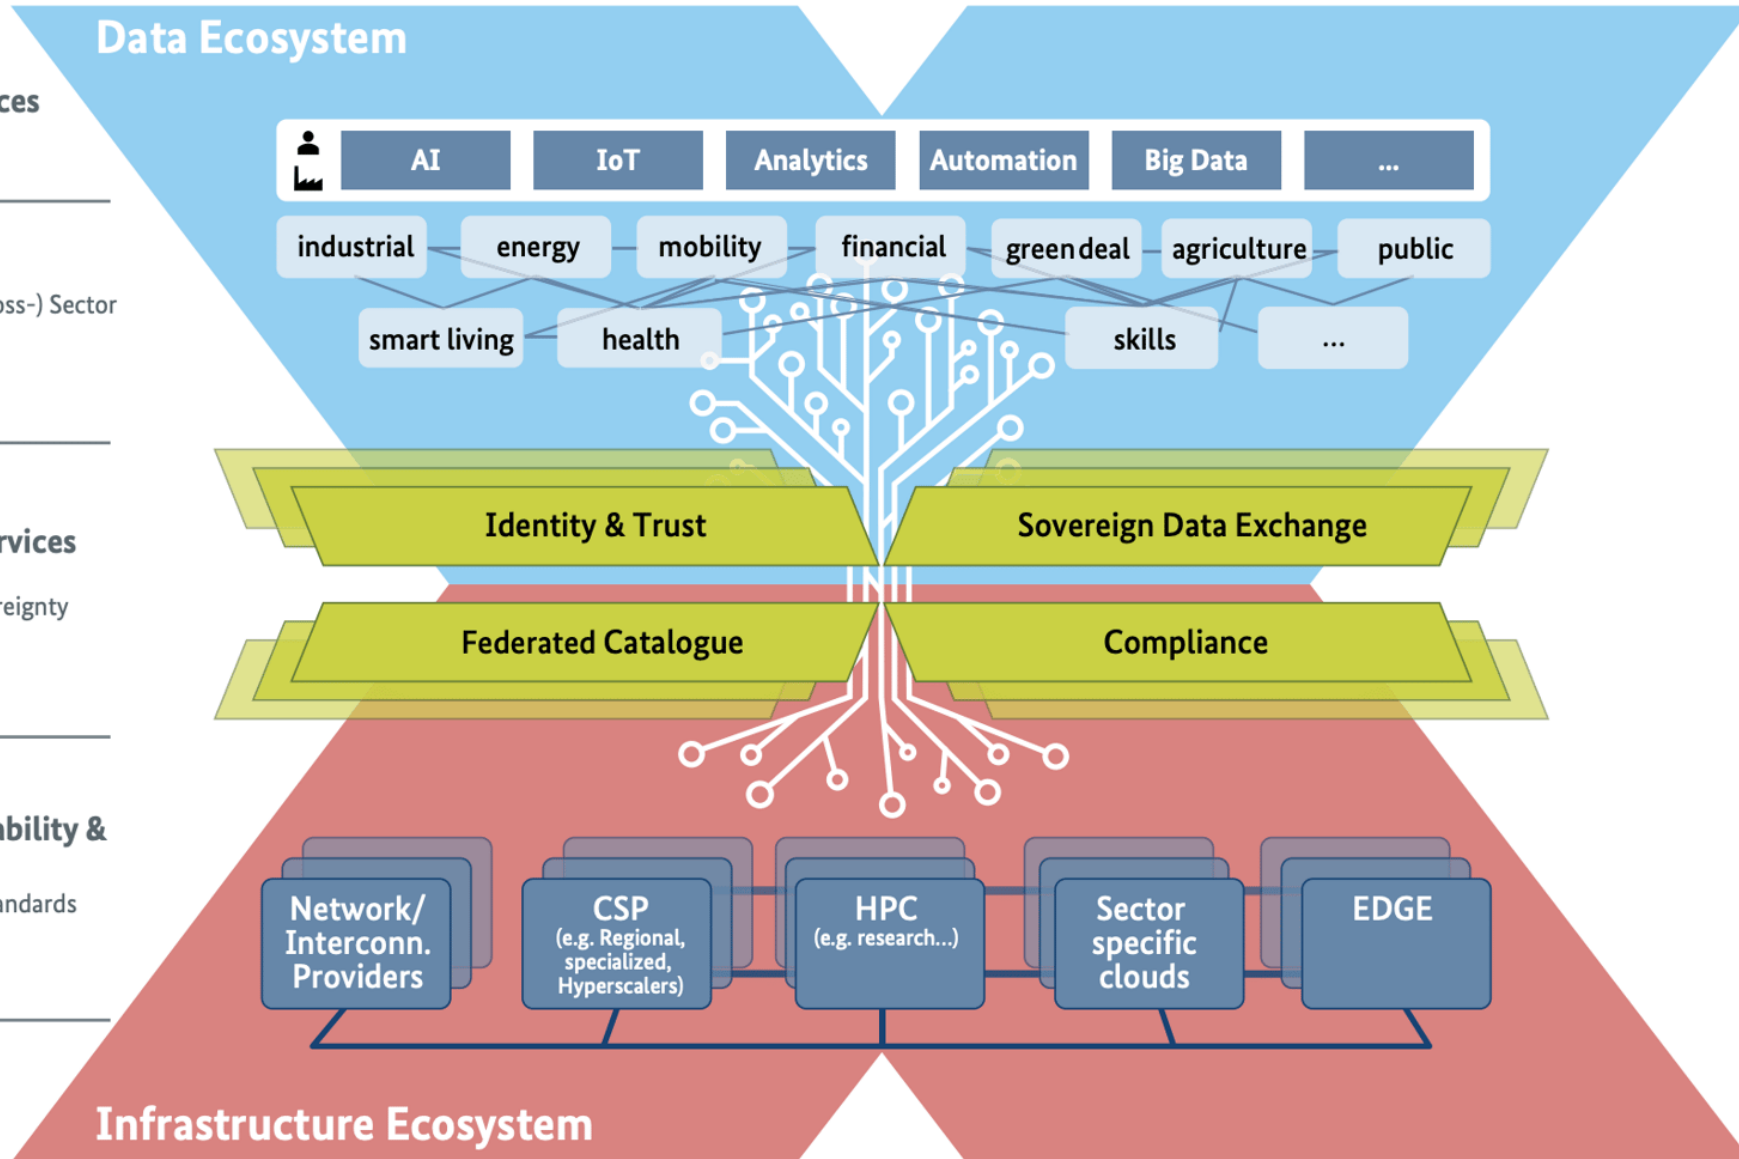 Data Ecosystem
ces
AI
IoT
Analytics
Automation
Big Data
...
industrial
energy
mobility
financial
green deal
agriculture
public
oss-) Sector
smart living
health
skills
...
rvices
Identity & Trust
Sovereign Data Exchange
reignty
Federated Catalogue
Compliance
ability &
andards
Network/
Interconn.
Providers
CSP
(e.g. Regional,
specialized,
Hyperscalers)
HPC
(e.g. research...)
Sector
specific
clouds
EDGE
Infrastructure Ecosystem